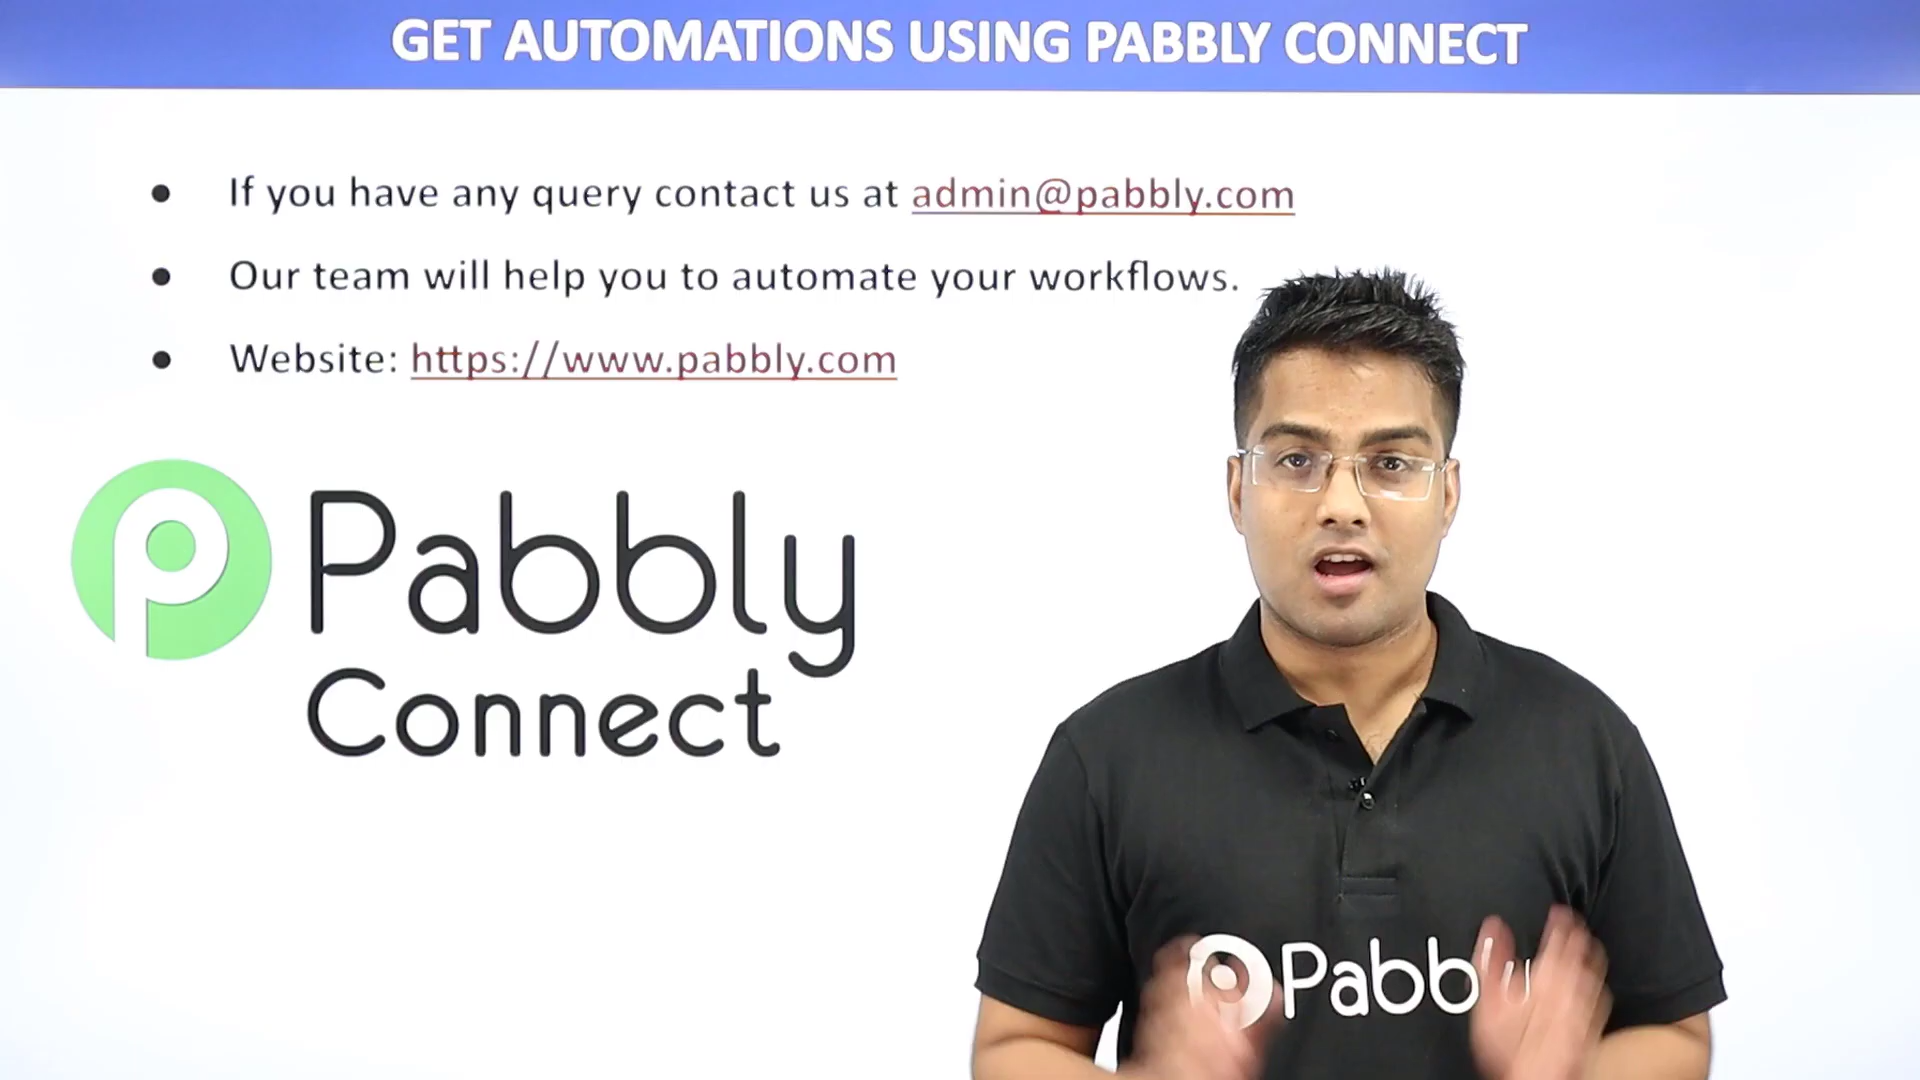 GET AUTOMATIONS USING PABBLY CONNECT
● If you have any query contact us at admin@pabbly.com
● Our team will help you to automate your workflows.
● Website: https://www.pabbly.com
Pabbly
Connect
Pabbly